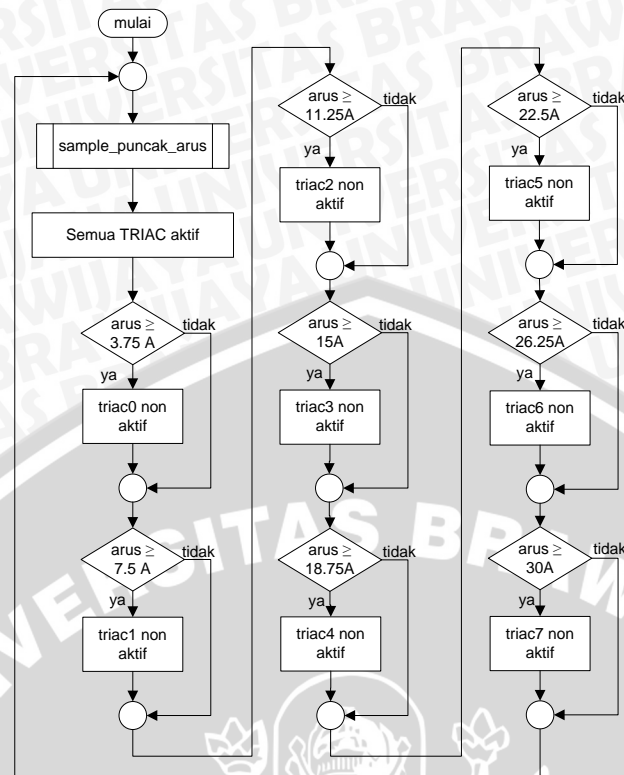 mulai
sample_puncak_arus
Semua TRIAC aktif
arus ≥
3.75 A
tidak
ya
triac0 non
aktif
arus ≥
7.5 A
tidak
ya
triac1 non
aktif
arus ≥
11.25A
tidak
ya
triac2 non
aktif
arus ≥
15A
tidak
ya
triac3 non
aktif
arus ≥
18.75A
tidak
ya
triac4 non
aktif
arus ≥
22.5A
tidak
ya
triac5 non
aktif
arus ≥
26.25A
tidak
ya
triac6 non
aktif
arus ≥
30A
tidak
ya
triac7 non
aktif